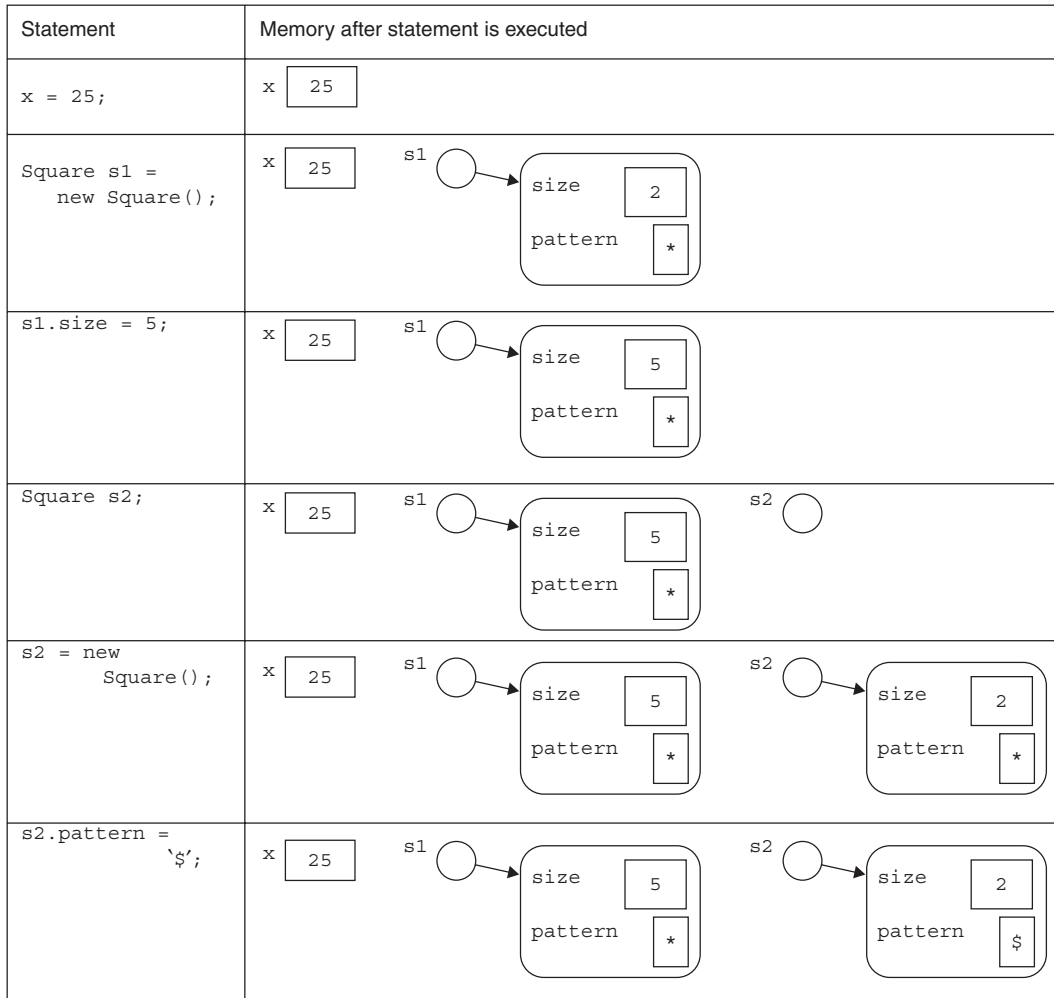 Statement Memory after statement is executed
x = 25; x 25
Square s1 = x 25 s1 size 2
new Square();
pattern *
s1.size = 5; x 25 s1 size 5
pattern *
Square s2; x 25 s1 size 5 s2
pattern *
s2 = new x 25 s1 size 5 s2 size 2
Square();
pattern * pattern *
s2.pattern = x 25 s1 size 5 s2 size 2
‵$′;
pattern * pattern $